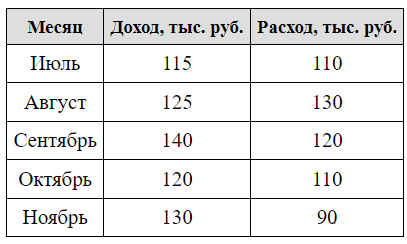 Месяц Доход, тыс. руб. Расход, тыс. руб.
Июль 115 110
Август 125 130
Сентябрь 140 120
Октябрь 120 110
Ноябрь 130 90